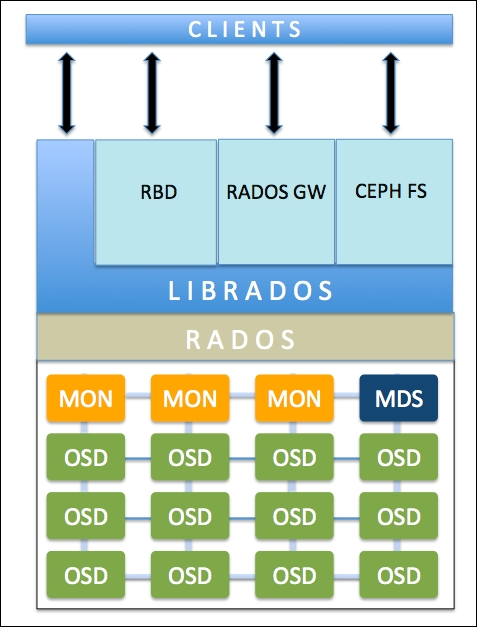 CLIENTS
RBD RADOS GW CEPH FS
LIBRADOS
RADOS
MON MON MON MDS
OSD OSD OSD OSD
OSD OSD OSD OSD
OSD OSD OSD OSD